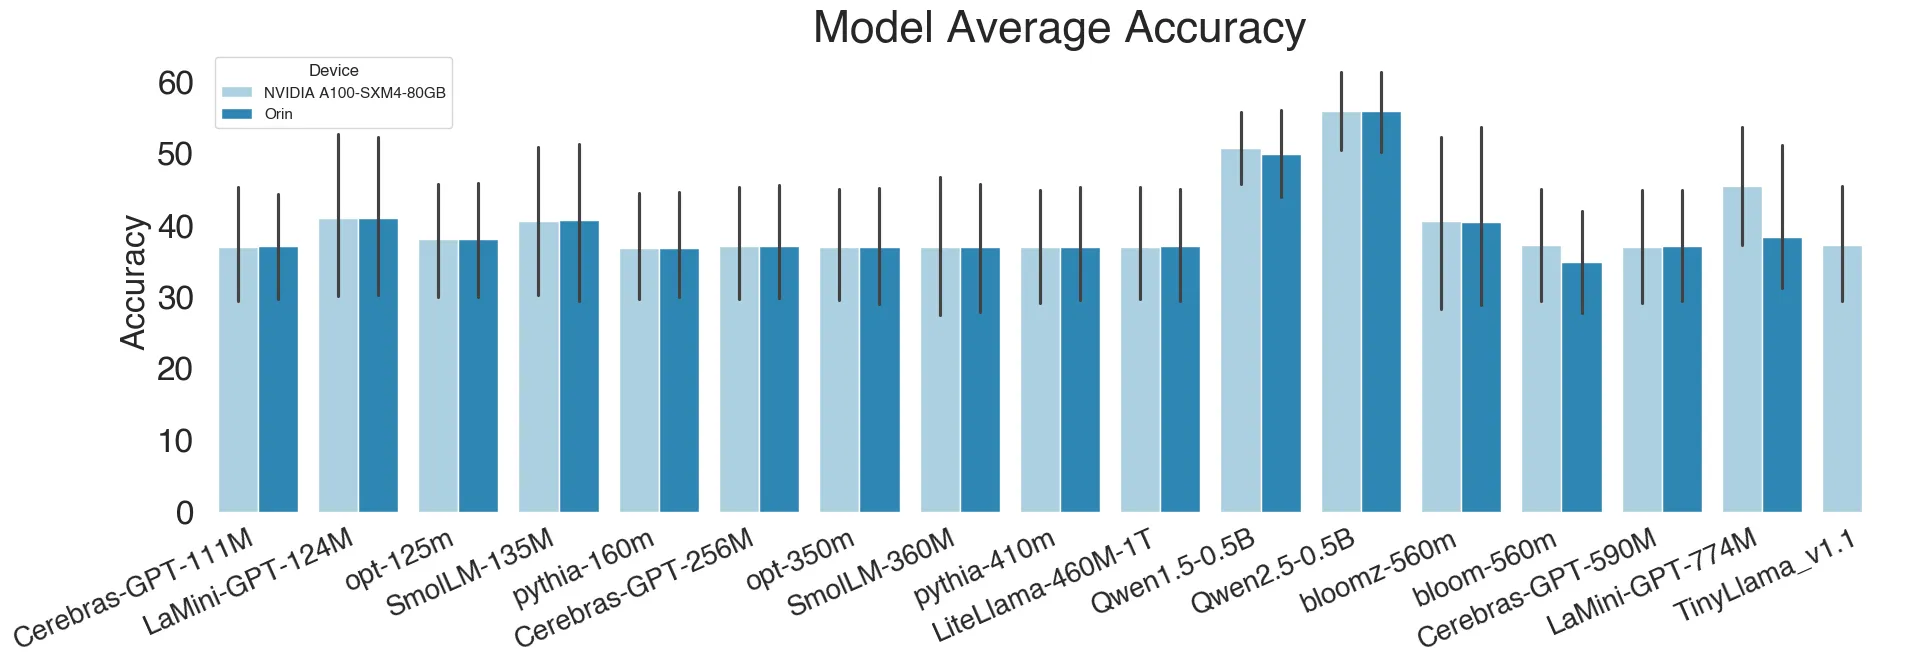 Model Average Accuracy
Device
NVIDIA A100-SXM4-80GB
Orin
Accuracy
60
50
40
30
20
10
0
Cerebras-GPT-111M
LaMini-GPT-124M
opt-125m
SmolLM-135M
pythia-160m
Cerebras-GPT-256M
opt-350m
SmolLM-360M
pythia-410m
LiteLlama-460M-1T
Qwen1.5-0.5B
Qwen2.5-0.5B
bloomz-560m
bloom-560m
Cerebras-GPT-590M
LaMini-GPT-774M
TinyLlama_v1.1